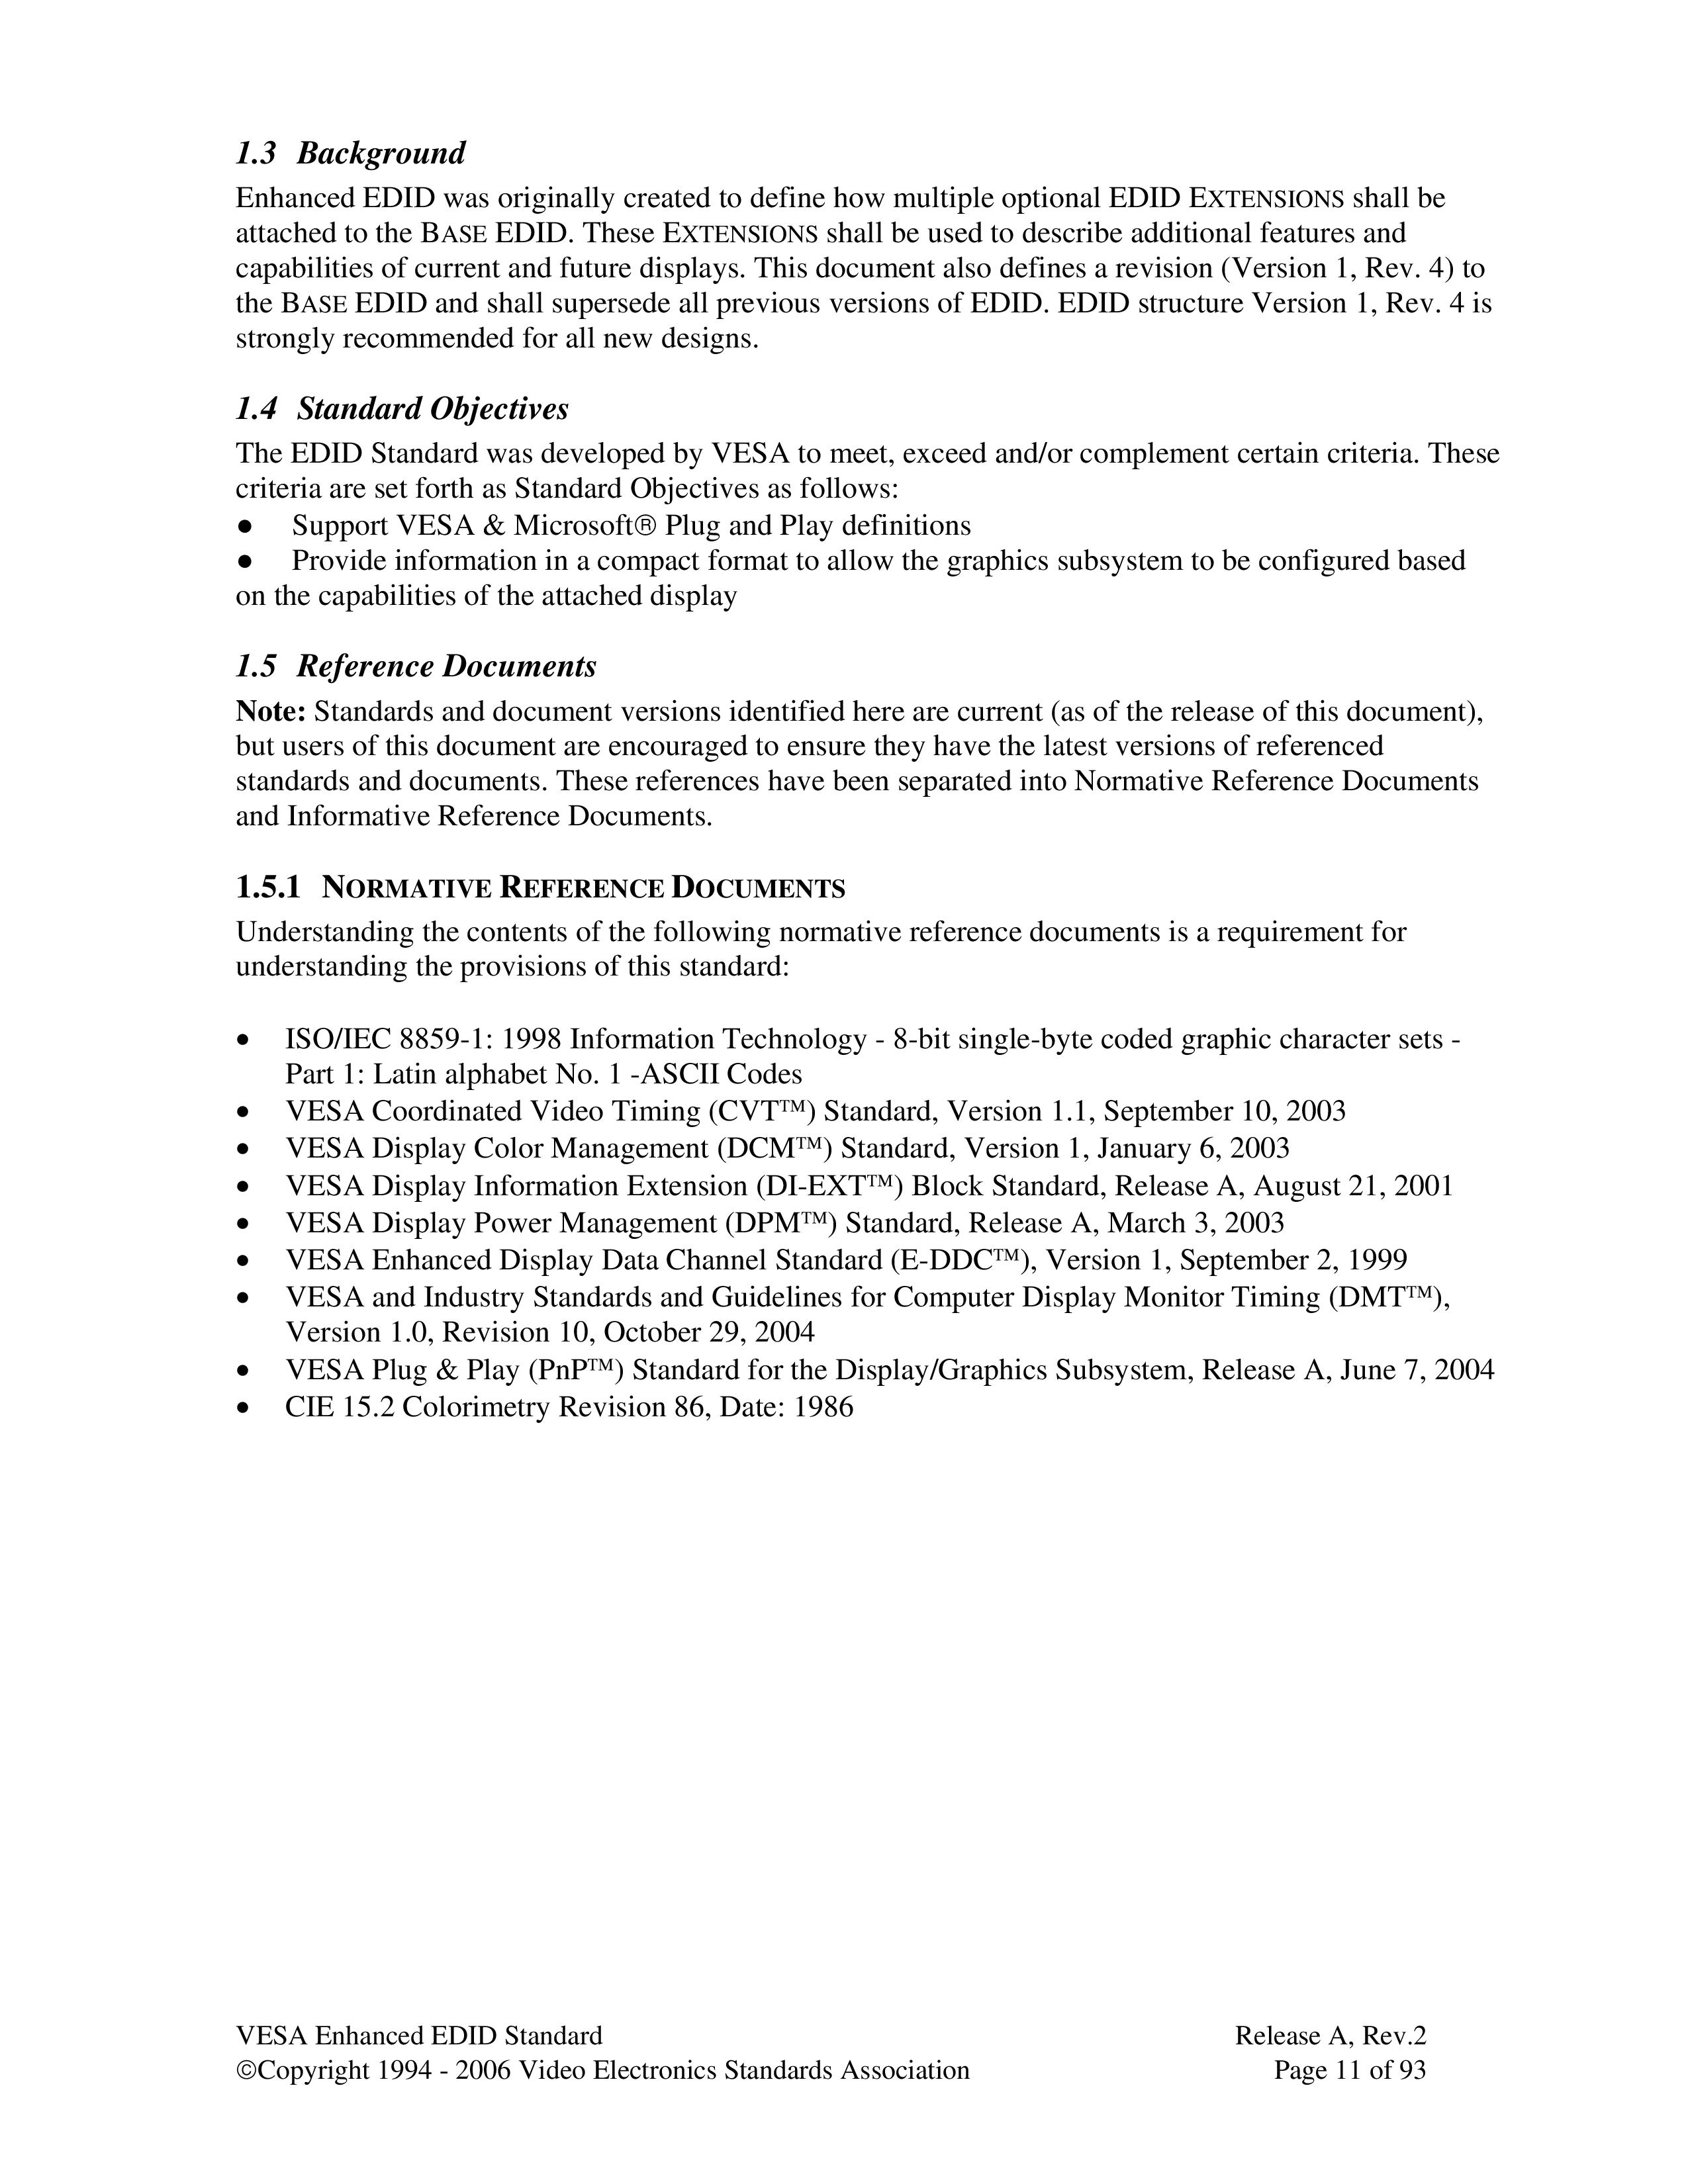 1.3 Background
Enhanced EDID was originally created to define how multiple optional EDID EXTENSIONS shall be
attached to the BASE EDID. These EXTENSIONS shall be used to describe additional features and
capabilities of current and future displays. This document also defines a revision (Version 1, Rev. 4) to
the BASE EDID and shall supersede all previous versions of EDID. EDID structure Version 1, Rev. 4 is
strongly recommended for all new designs.
1.4 Standard Objectives
The EDID Standard was developed by VESA to meet, exceed and/or complement certain criteria. These
criteria are set forth as Standard Objectives as follows:
● Support VESA & Microsoft® Plug and Play definitions
● Provide information in a compact format to allow the graphics subsystem to be configured based
on the capabilities of the attached display
1.5 Reference Documents
Note: Standards and document versions identified here are current (as of the release of this document),
but users of this document are encouraged to ensure they have the latest versions of referenced
standards and documents. These references have been separated into Normative Reference Documents
and Informative Reference Documents.
1.5.1 NORMATIVE REFERENCE DOCUMENTS
Understanding the contents of the following normative reference documents is a requirement for
understanding the provisions of this standard:
• ISO/IEC 8859-1: 1998 Information Technology - 8-bit single-byte coded graphic character sets -
Part 1: Latin alphabet No. 1 -ASCII Codes
• VESA Coordinated Video Timing (CVT™) Standard, Version 1.1, September 10, 2003
• VESA Display Color Management (DCM™) Standard, Version 1, January 6, 2003
• VESA Display Information Extension (DI-EXT™) Block Standard, Release A, August 21, 2001
• VESA Display Power Management (DPM™) Standard, Release A, March 3, 2003
• VESA Enhanced Display Data Channel Standard (E-DDC™), Version 1, September 2, 1999
• VESA and Industry Standards and Guidelines for Computer Display Monitor Timing (DMT™),
Version 1.0, Revision 10, October 29, 2004
• VESA Plug & Play (PnP™) Standard for the Display/Graphics Subsystem, Release A, June 7, 2004
• CIE 15.2 Colorimetry Revision 86, Date: 1986
VESA Enhanced EDID Standard Release A, Rev.2
©Copyright 1994 - 2006 Video Electronics Standards Association Page 11 of 93